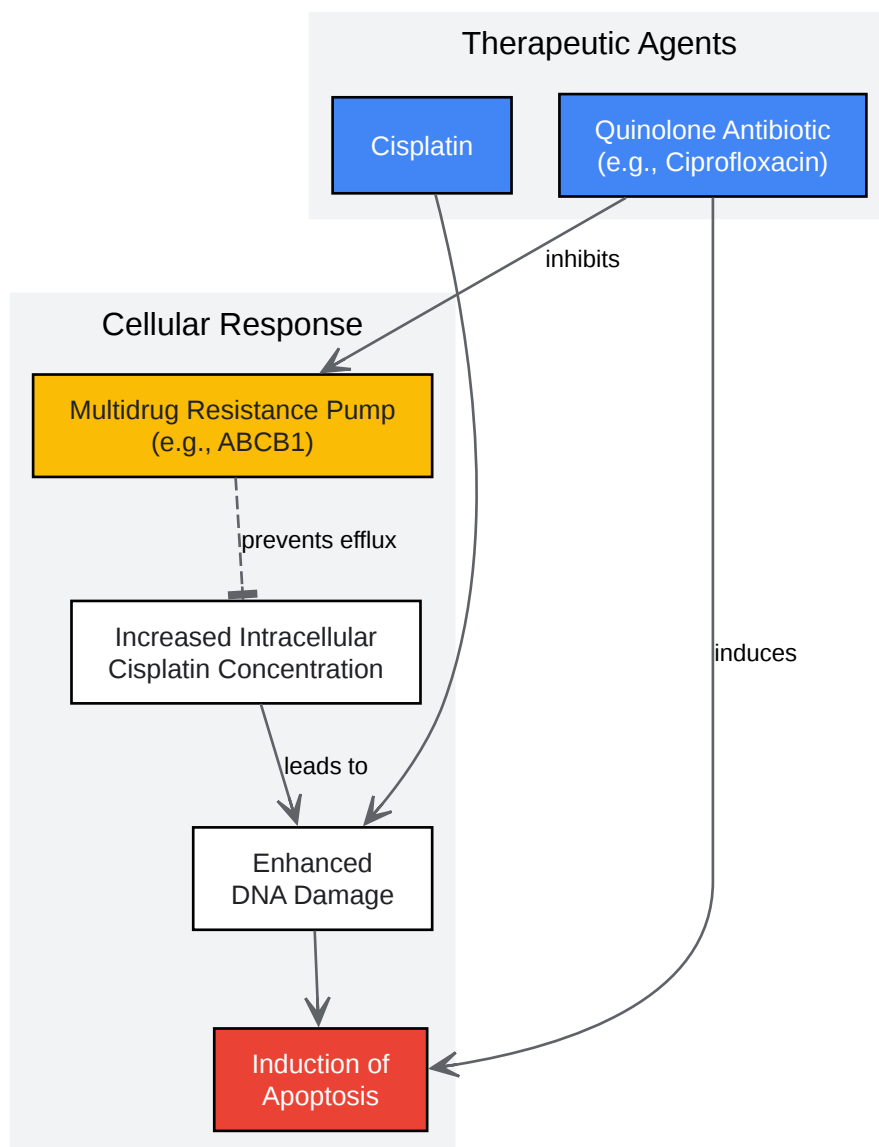 Therapeutic Agents
Cisplatin
Quinolone Antibiotic
(e.g., Ciprofloxacin)
inhibits
Cellular Response
Multidrug Resistance Pump
(e.g., ABCB1)
prevents efflux
Increased Intracellular
Cisplatin Concentration
induces
leads to
Enhanced
DNA Damage
Induction of
Apoptosis